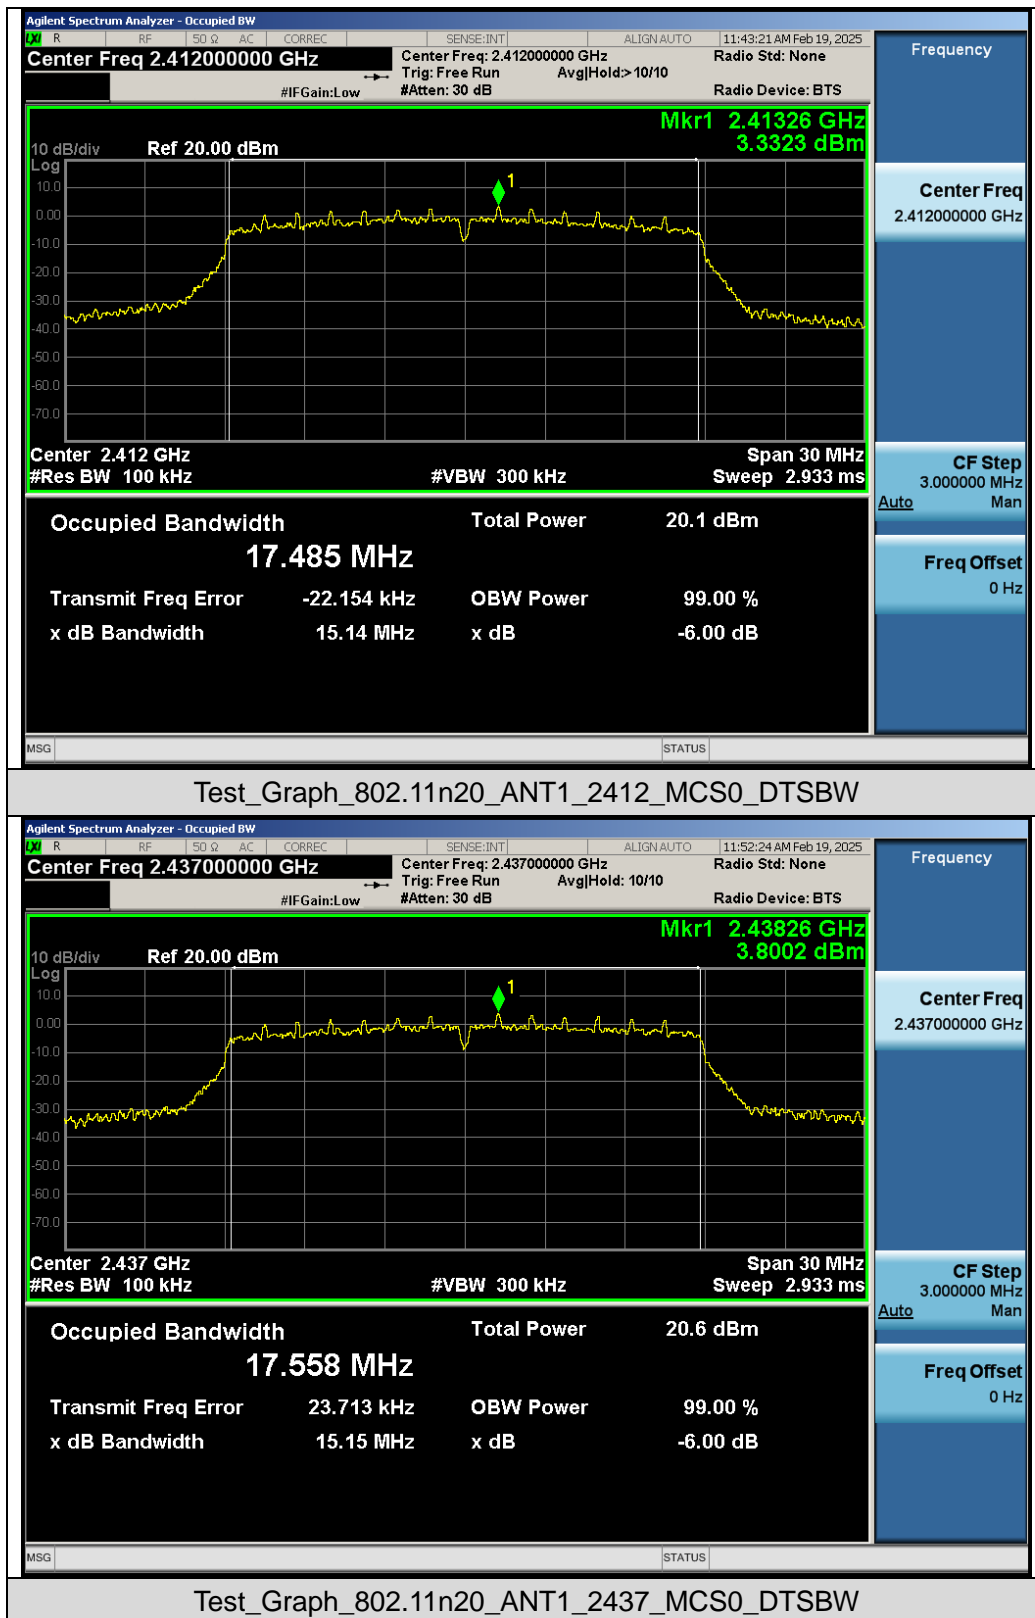 Agilent Spectrum Analyzer - Occupied BW
LXI R RF 50 Ω AC CORREC SENSE:INT ALIGN AUTO 11:43:21 AM Feb 19, 2025
Center Freq 2.412000000 GHz Center Freq: 2.412000000 GHz Radio Std: None Frequency
Trig: Free Run Avg|Hold:>10/10
#IFGain:Low #Atten: 30 dB Radio Device: BTS
Mkr1 2.41326 GHz
3.3323 dBm
10 dB/div Ref 20.00 dBm
Log
10.0
0.00
-10.0
-20.0
-30.0
-40.0
-50.0
-60.0
-70.0
1
Center Freq
2.412000000 GHz
Center 2.412 GHz Span 30 MHz
#Res BW 100 kHz #VBW 300 kHz Sweep 2.933 ms
CF Step
3.000000 MHz
Auto Man
Occupied Bandwidth Total Power 20.1 dBm
17.485 MHz
Freq Offset
0 Hz
Transmit Freq Error -22.154 kHz OBW Power 99.00 %
x dB Bandwidth 15.14 MHz x dB -6.00 dB
MSG STATUS
Test_Graph_802.11n20_ANT1_2412_MCS0_DTSBW
Agilent Spectrum Analyzer - Occupied BW
LXI R RF 50 Ω AC CORREC SENSE:INT ALIGN AUTO 11:52:24 AM Feb 19, 2025
Center Freq 2.437000000 GHz Center Freq: 2.437000000 GHz Radio Std: None Frequency
Trig: Free Run Avg|Hold: 10/10
#IFGain:Low #Atten: 30 dB Radio Device: BTS
Mkr1 2.43826 GHz
3.8002 dBm
10 dB/div Ref 20.00 dBm
Log
10.0
0.00
-10.0
-20.0
-30.0
-40.0
-50.0
-60.0
-70.0
1
Center Freq
2.437000000 GHz
Center 2.437 GHz Span 30 MHz
#Res BW 100 kHz #VBW 300 kHz Sweep 2.933 ms
CF Step
3.000000 MHz
Auto Man
Occupied Bandwidth Total Power 20.6 dBm
17.558 MHz
Freq Offset
0 Hz
Transmit Freq Error 23.713 kHz OBW Power 99.00 %
x dB Bandwidth 15.15 MHz x dB -6.00 dB
MSG STATUS
Test_Graph_802.11n20_ANT1_2437_MCS0_DTSBW